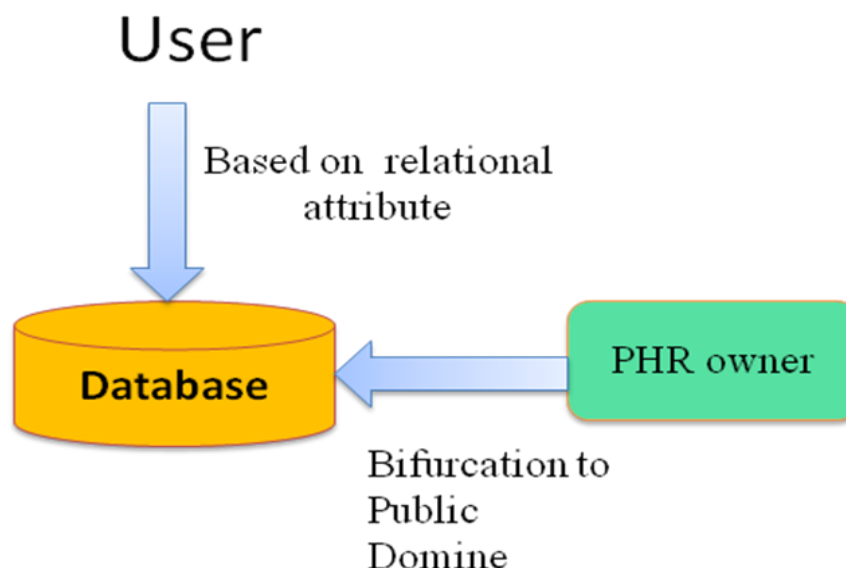 User
Based on relational
attribute
Database
PHR owner
Bifurcation to
Public
Domine